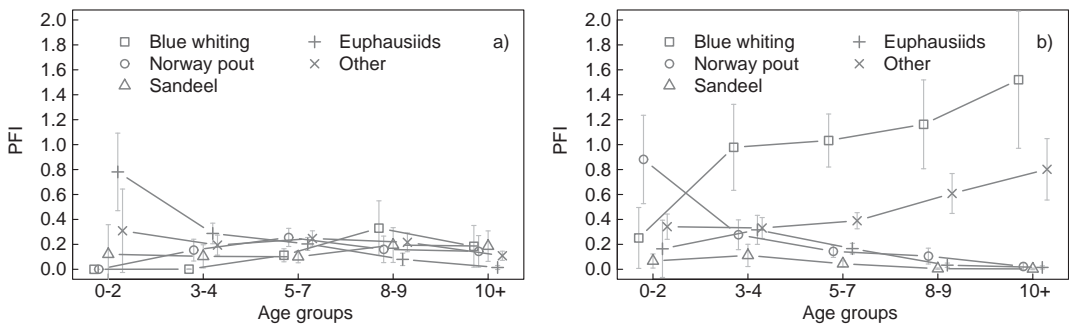 2.0
1.8
1.6
1.4
1.2
1.0
0.8
0.6
0.4
0.2
0.0
PFI
Blue whiting
Norway pout
Sandeel
Euphausiids
Other
a)
0-2 3-4 5-7 8-9 10+
Age groups
2.0
1.8
1.6
1.4
1.2
1.0
0.8
0.6
0.4
0.2
0.0
PFI
Blue whiting
Norway pout
Sandeel
Euphausiids
Other
b)
0-2 3-4 5-7 8-9 10+
Age groups